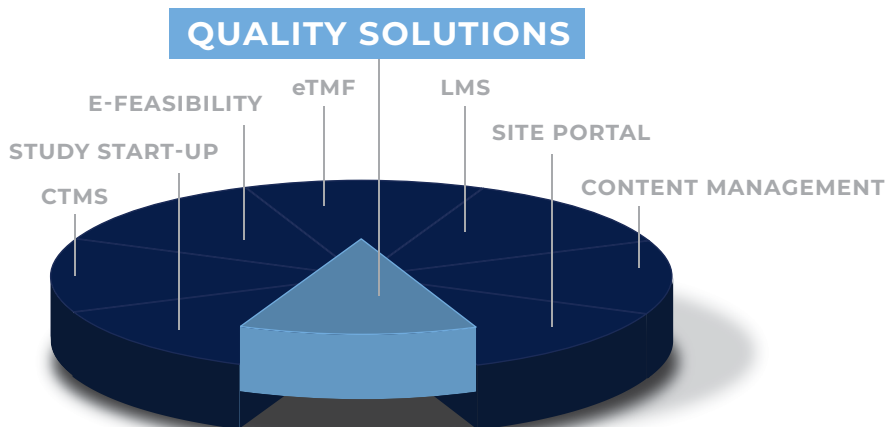 QUALITY SOLUTIONS
eTMF
LMS
E-FEASIBILITY
SITE PORTAL
STUDY START-UP
CONTENT MANAGEMENT
CTMS